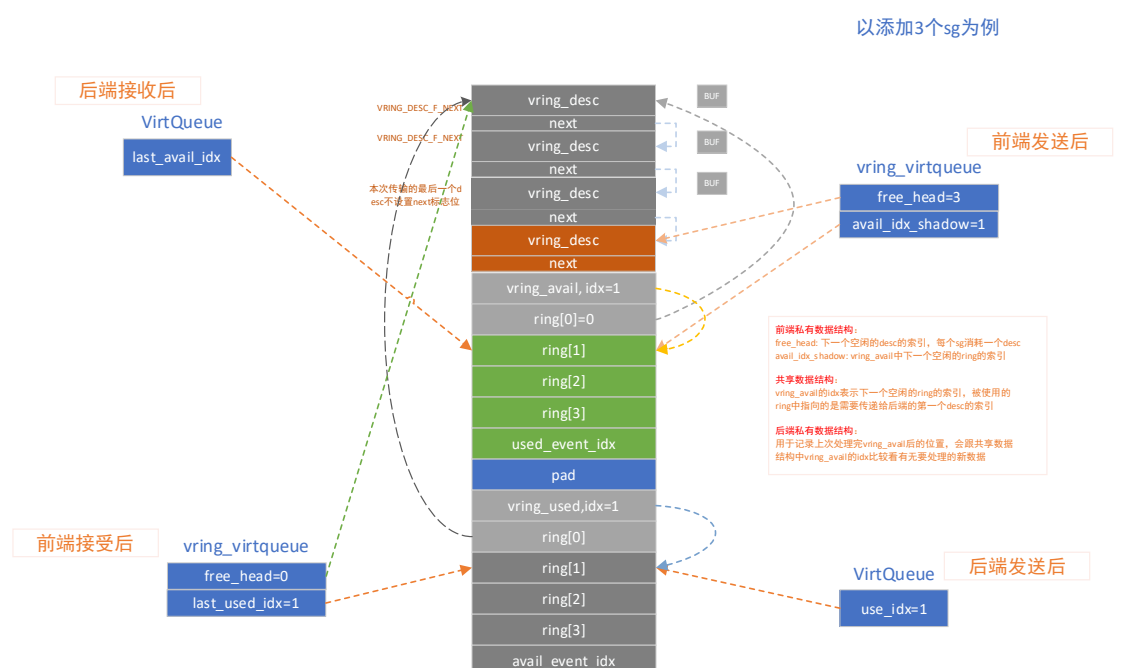 以添加3个sg为例
后端接收后
VirtQueue
last_avail_idx
VRING_DESC_F_NEXT
VRING_DESC_F_NEXT
本次传输的最后一个d
esc不设置next标志位
vring_desc
next
vring_desc
next
vring_desc
next
vring_desc
next
vring_avail, idx=1
ring[0]=0
ring[1]
ring[2]
ring[3]
used_event_idx
pad
vring_used,idx=1
ring[0]
ring[1]
ring[2]
ring[3]
avail_event_idx
BUF
BUF
BUF
前端发送后
vring_virtqueue
free_head=3
avail_idx_shadow=1
前端私有数据结构：
free_head: 下一个空闲的desc的索引，每个sg消耗一个desc
avail_idx_shadow: vring_avail中下一个空闲的ring的索引
共享数据结构：
vring_avail的idx表示下一个空闲的ring的索引，被使用的
ring中指向的是需要传递给后端的第一个desc的索引
后端私有数据结构：
用于记录上次处理完vring_avail后的位置，会跟共享数据
结构中vring_avail的idx比较看有无要处理的新数据
前端接受后
vring_virtqueue
free_head=0
last_used_idx=1
后端发送后
VirtQueue
use_idx=1